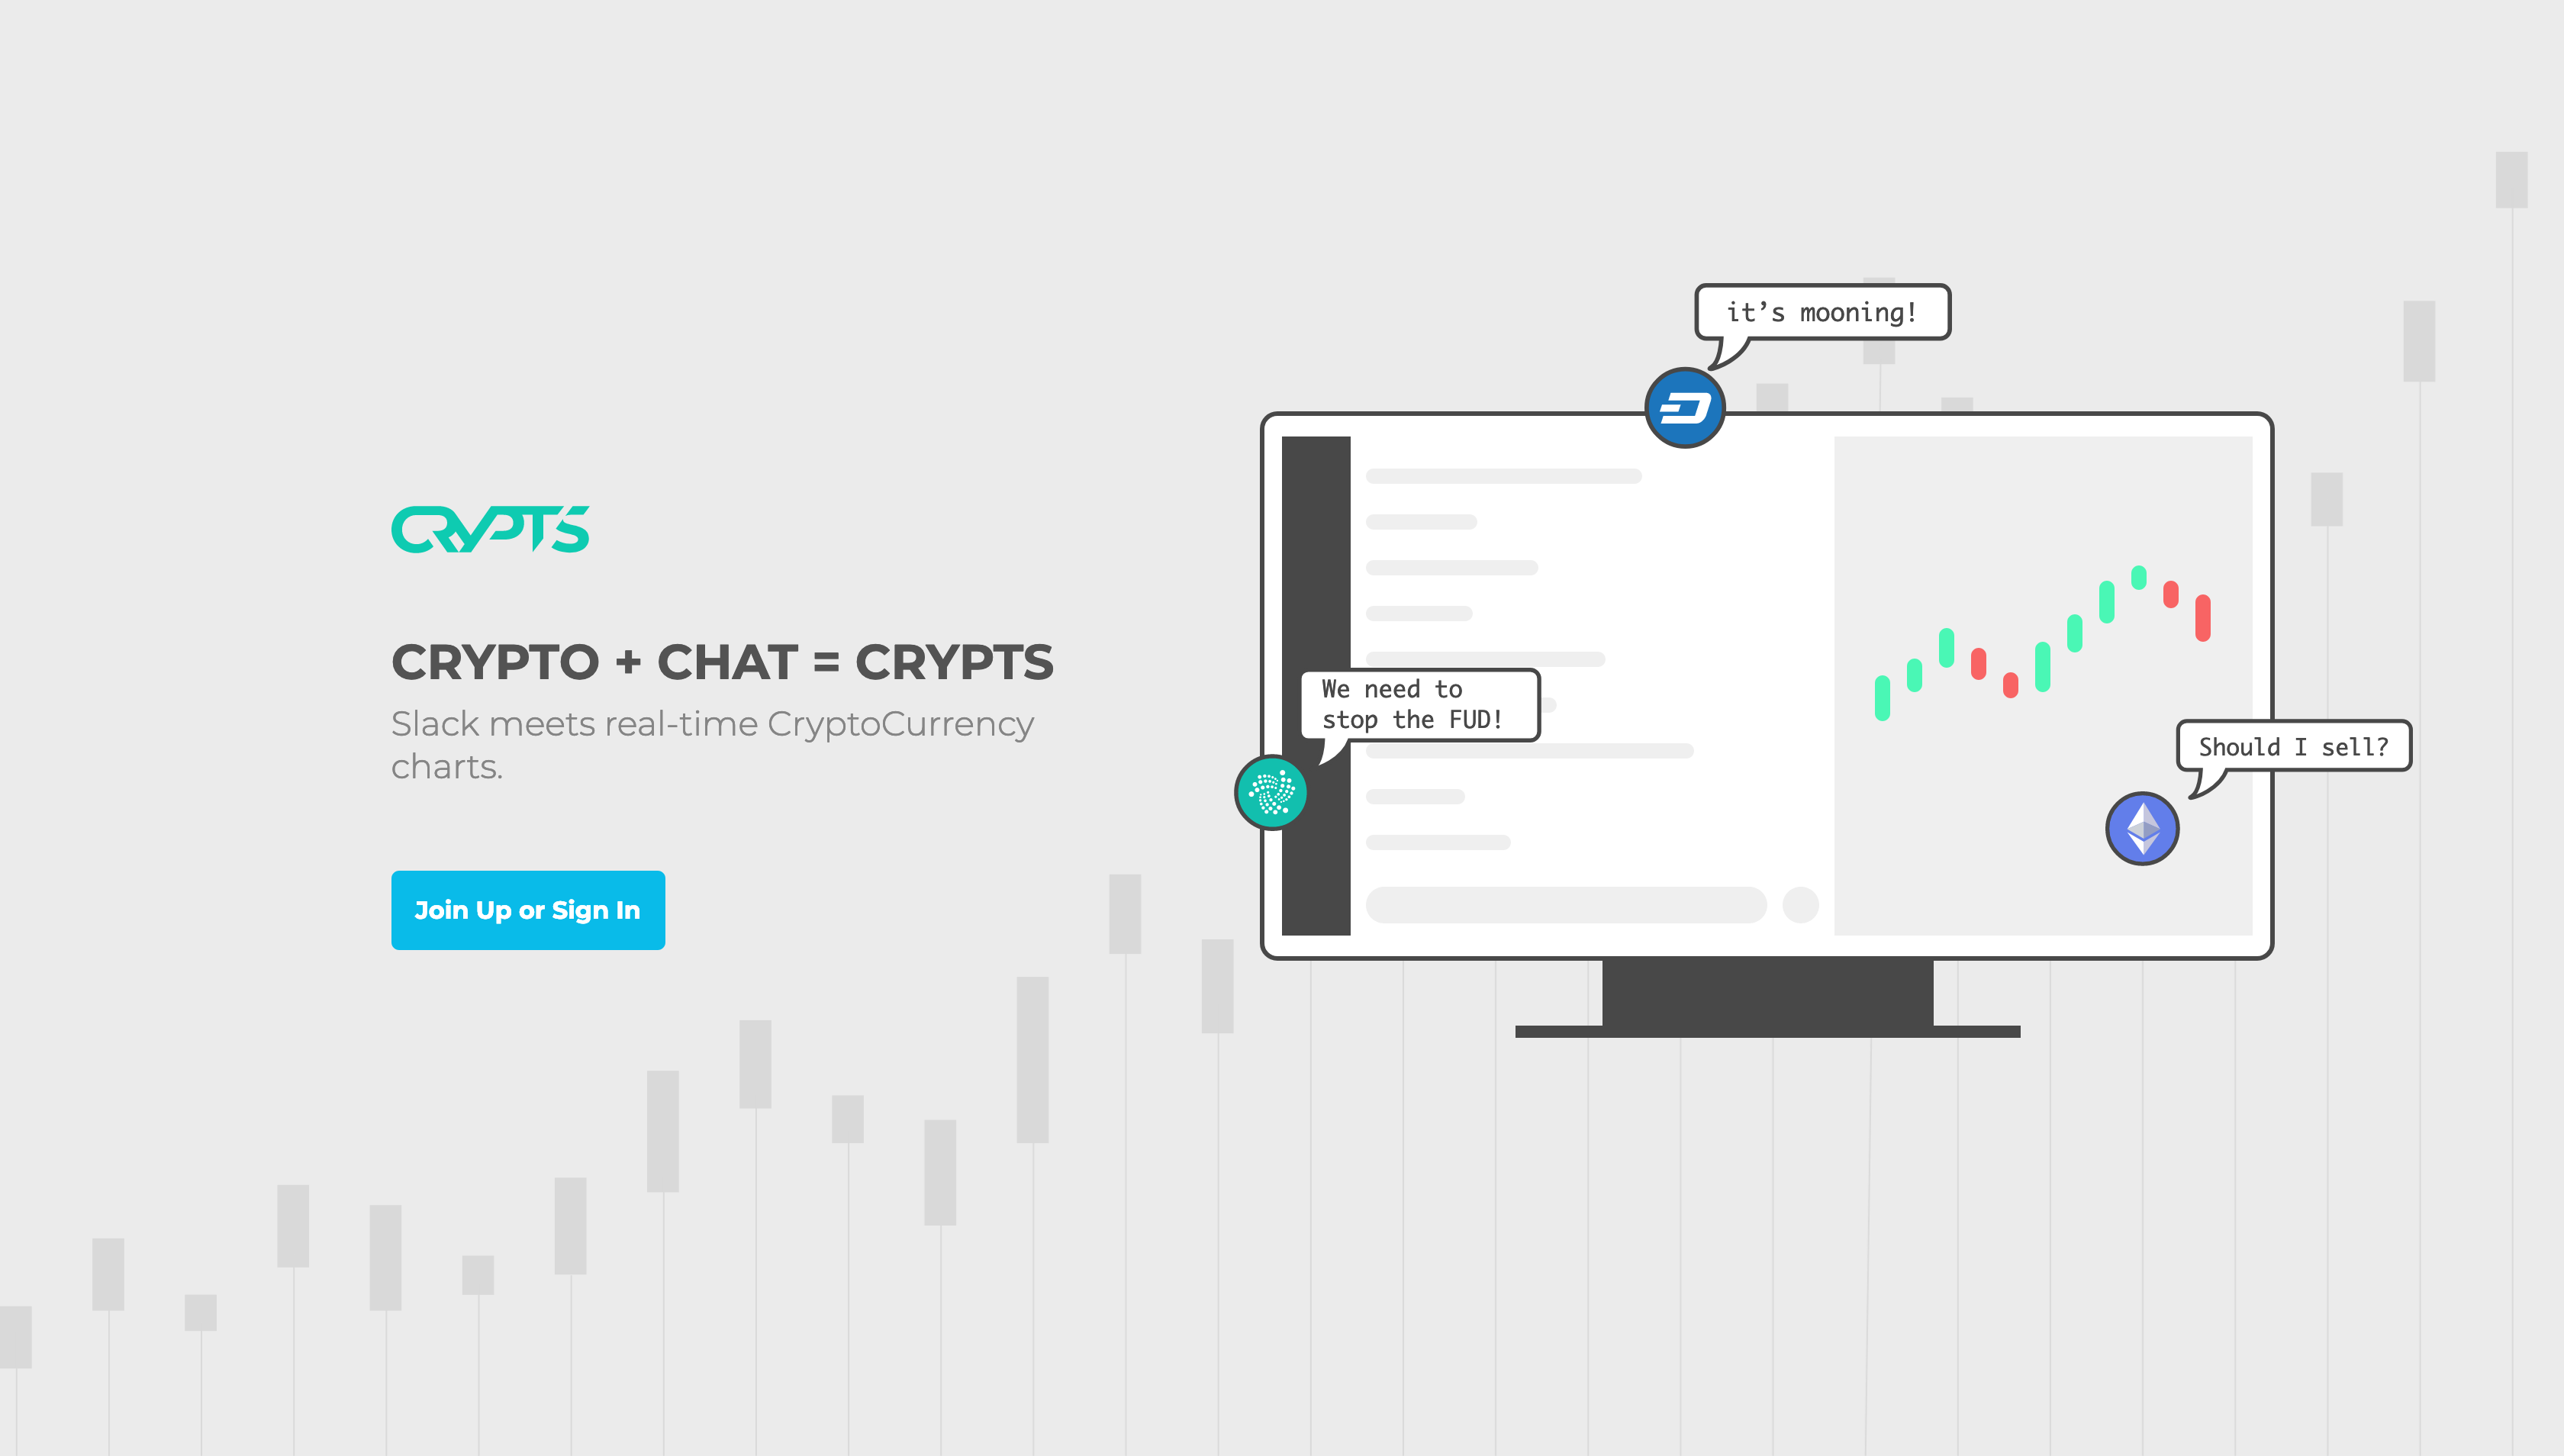 CRYPTS
CRYPTO + CHAT = CRYPTS
Slack meets real-time CryptoCurrency
charts.
Join Up or Sign In
it’s mooning!
We need to
stop the FUD!
Should I sell?